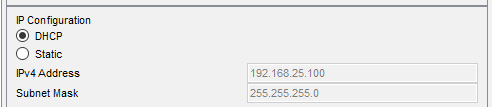 IP Configuration
DHCP
Static
IPv4 Address 192.168.25.100
Subnet Mask 255.255.255.0